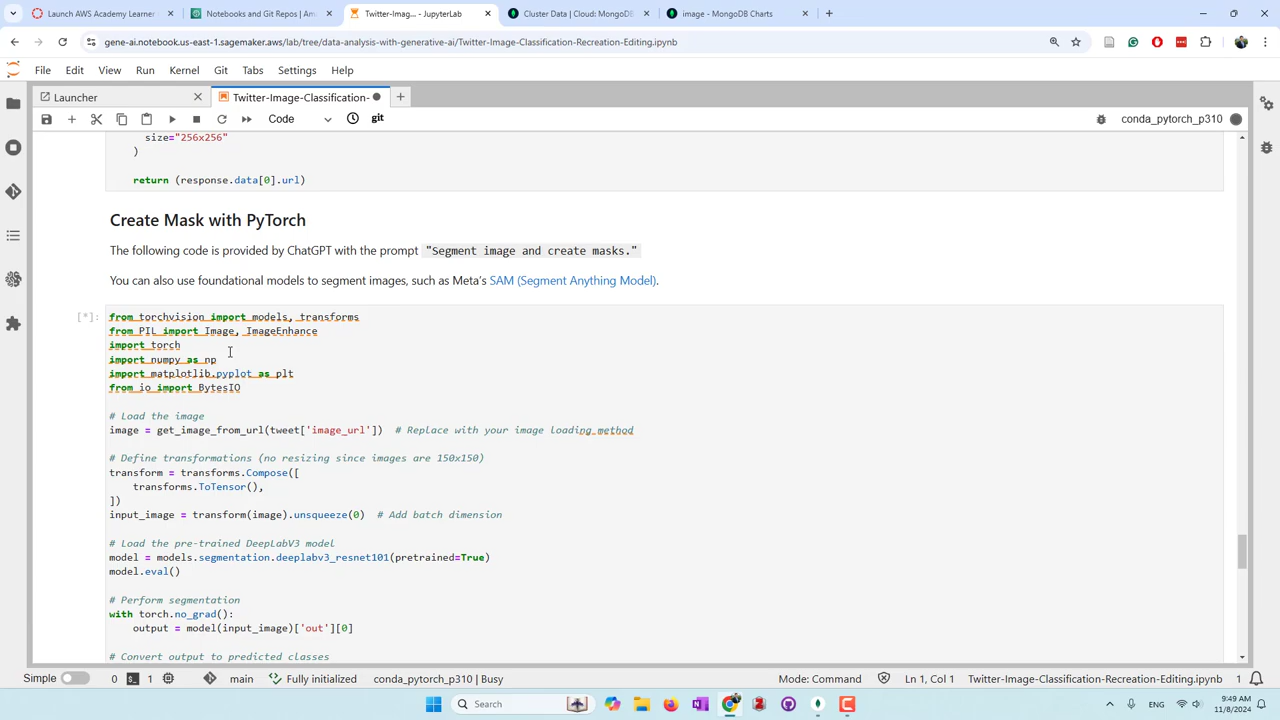 Launch AWS Academy Learner
Notebooks and Git Repos | Am
Twitter-Imag... - JupyterLab
Cluster Data | Cloud: MongoDB
image - MongoDB Charts
gene-ai.notebook.us-east-1.sagemaker.aws/lab/tree/data-analysis-with-generative-ai/Twitter-Image-Classification-Recreation-Editing.ipynb
File Edit View Run Kernel Git Tabs Settings Help
Launcher
Twitter-Image-Classification-
Code
git
conda_pytorch_p310
size="256x256"
)
return (response.data[0].url)
Create Mask with PyTorch
The following code is provided by ChatGPT with the prompt "Segment image and create masks."
You can also use foundational models to segment images, such as Meta's SAM (Segment Anything Model).
[*]:
from torchvision import models, transforms
from PIL import Image, ImageEnhance
import torch
import numpy as np
import matplotlib.pyplot as plt
from io import BytesIO
# Load the image
image = get_image_from_url(tweet['image_url']) # Replace with your image loading method
# Define transformations (no resizing since images are 150x150)
transform = transforms.Compose([
transforms.ToTensor(),
])
input_image = transform(image).unsqueeze(0) # Add batch dimension
# Load the pre-trained DeepLabV3 model
model = models.segmentation.deeplabv3_resnet101(pretrained=True)
model.eval()
# Perform segmentation
with torch.no_grad():
output = model(input_image)['out'][0]
# Convert output to predicted classes
Simple 0 1 main Fully initialized conda_pytorch_p310 | Busy Mode: Command Ln 1, Col 1 Twitter-Image-Classification-Recreation-Editing.ipynb 1
Search
ENG
9:49 AM
11/8/2024